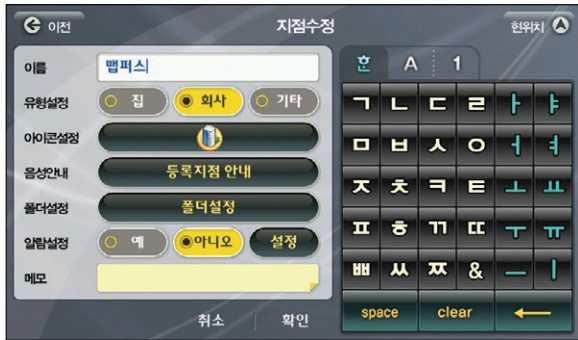 이전 지점수정 현위치
이름 맵퍼스
유형설정 집 회사 기타
아이콘설정
음성안내 등록지점 안내
폴더설정 폴더설정
알람설정 예 아니오 설정
메모
취소 확인
한 A 1
ㄱ ㄴ ㄷ ㄹ ㅏ ㅑ
ㅁ ㅂ ㅅ ㅇ ㅓ ㅕ
ㅈ ㅊ ㅋ ㅌ ㅗ ㅛ
ㅍ ㅎ ㄲ ㄸ ㅜ ㅠ
ㅃ ㅆ ㅉ & ㅡ ㅣ
space clear ←